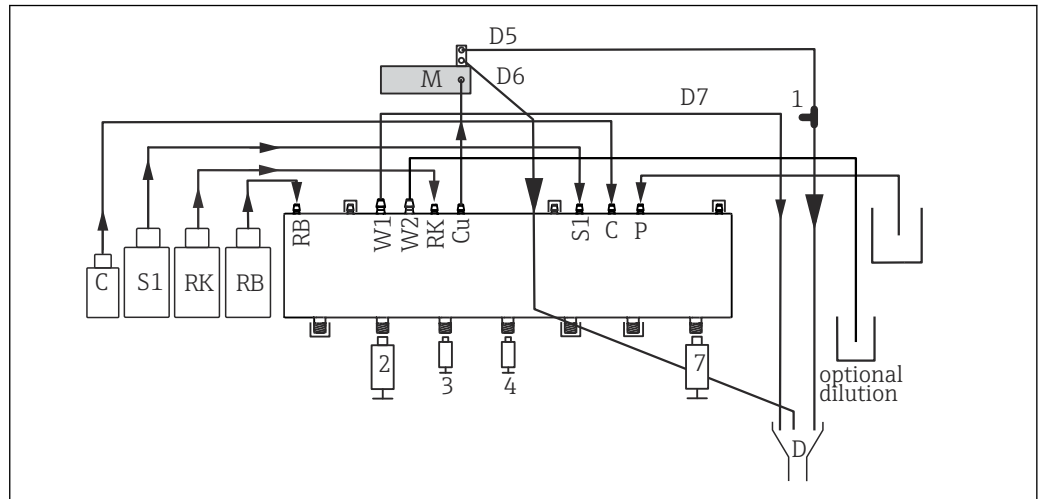 D5
M
D6
D7
1
RB
W1
W2
RK
Cu
S1
C
P
C
S1
RK
RB
2
3
4
7
optional
dilution
D